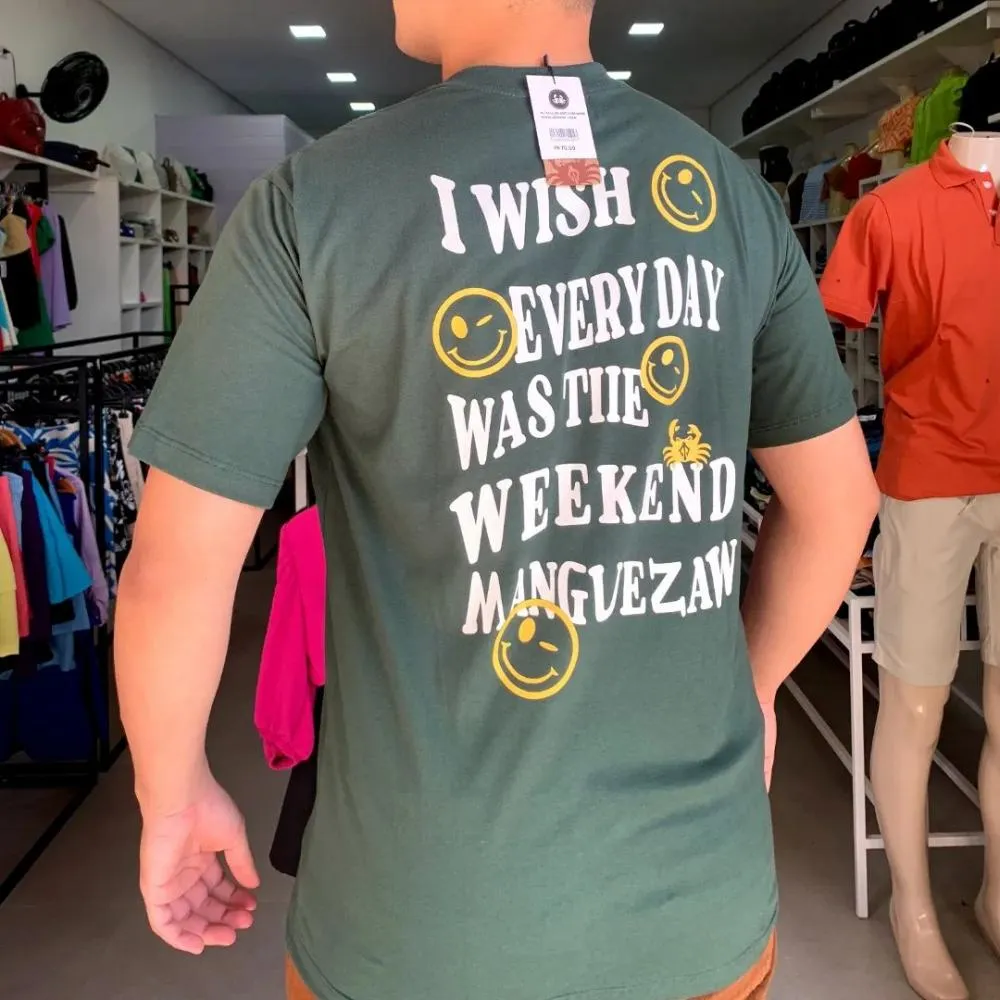 I WISH
EVERY DAY
WAS THE
WEEKEND
MANGUEZAW